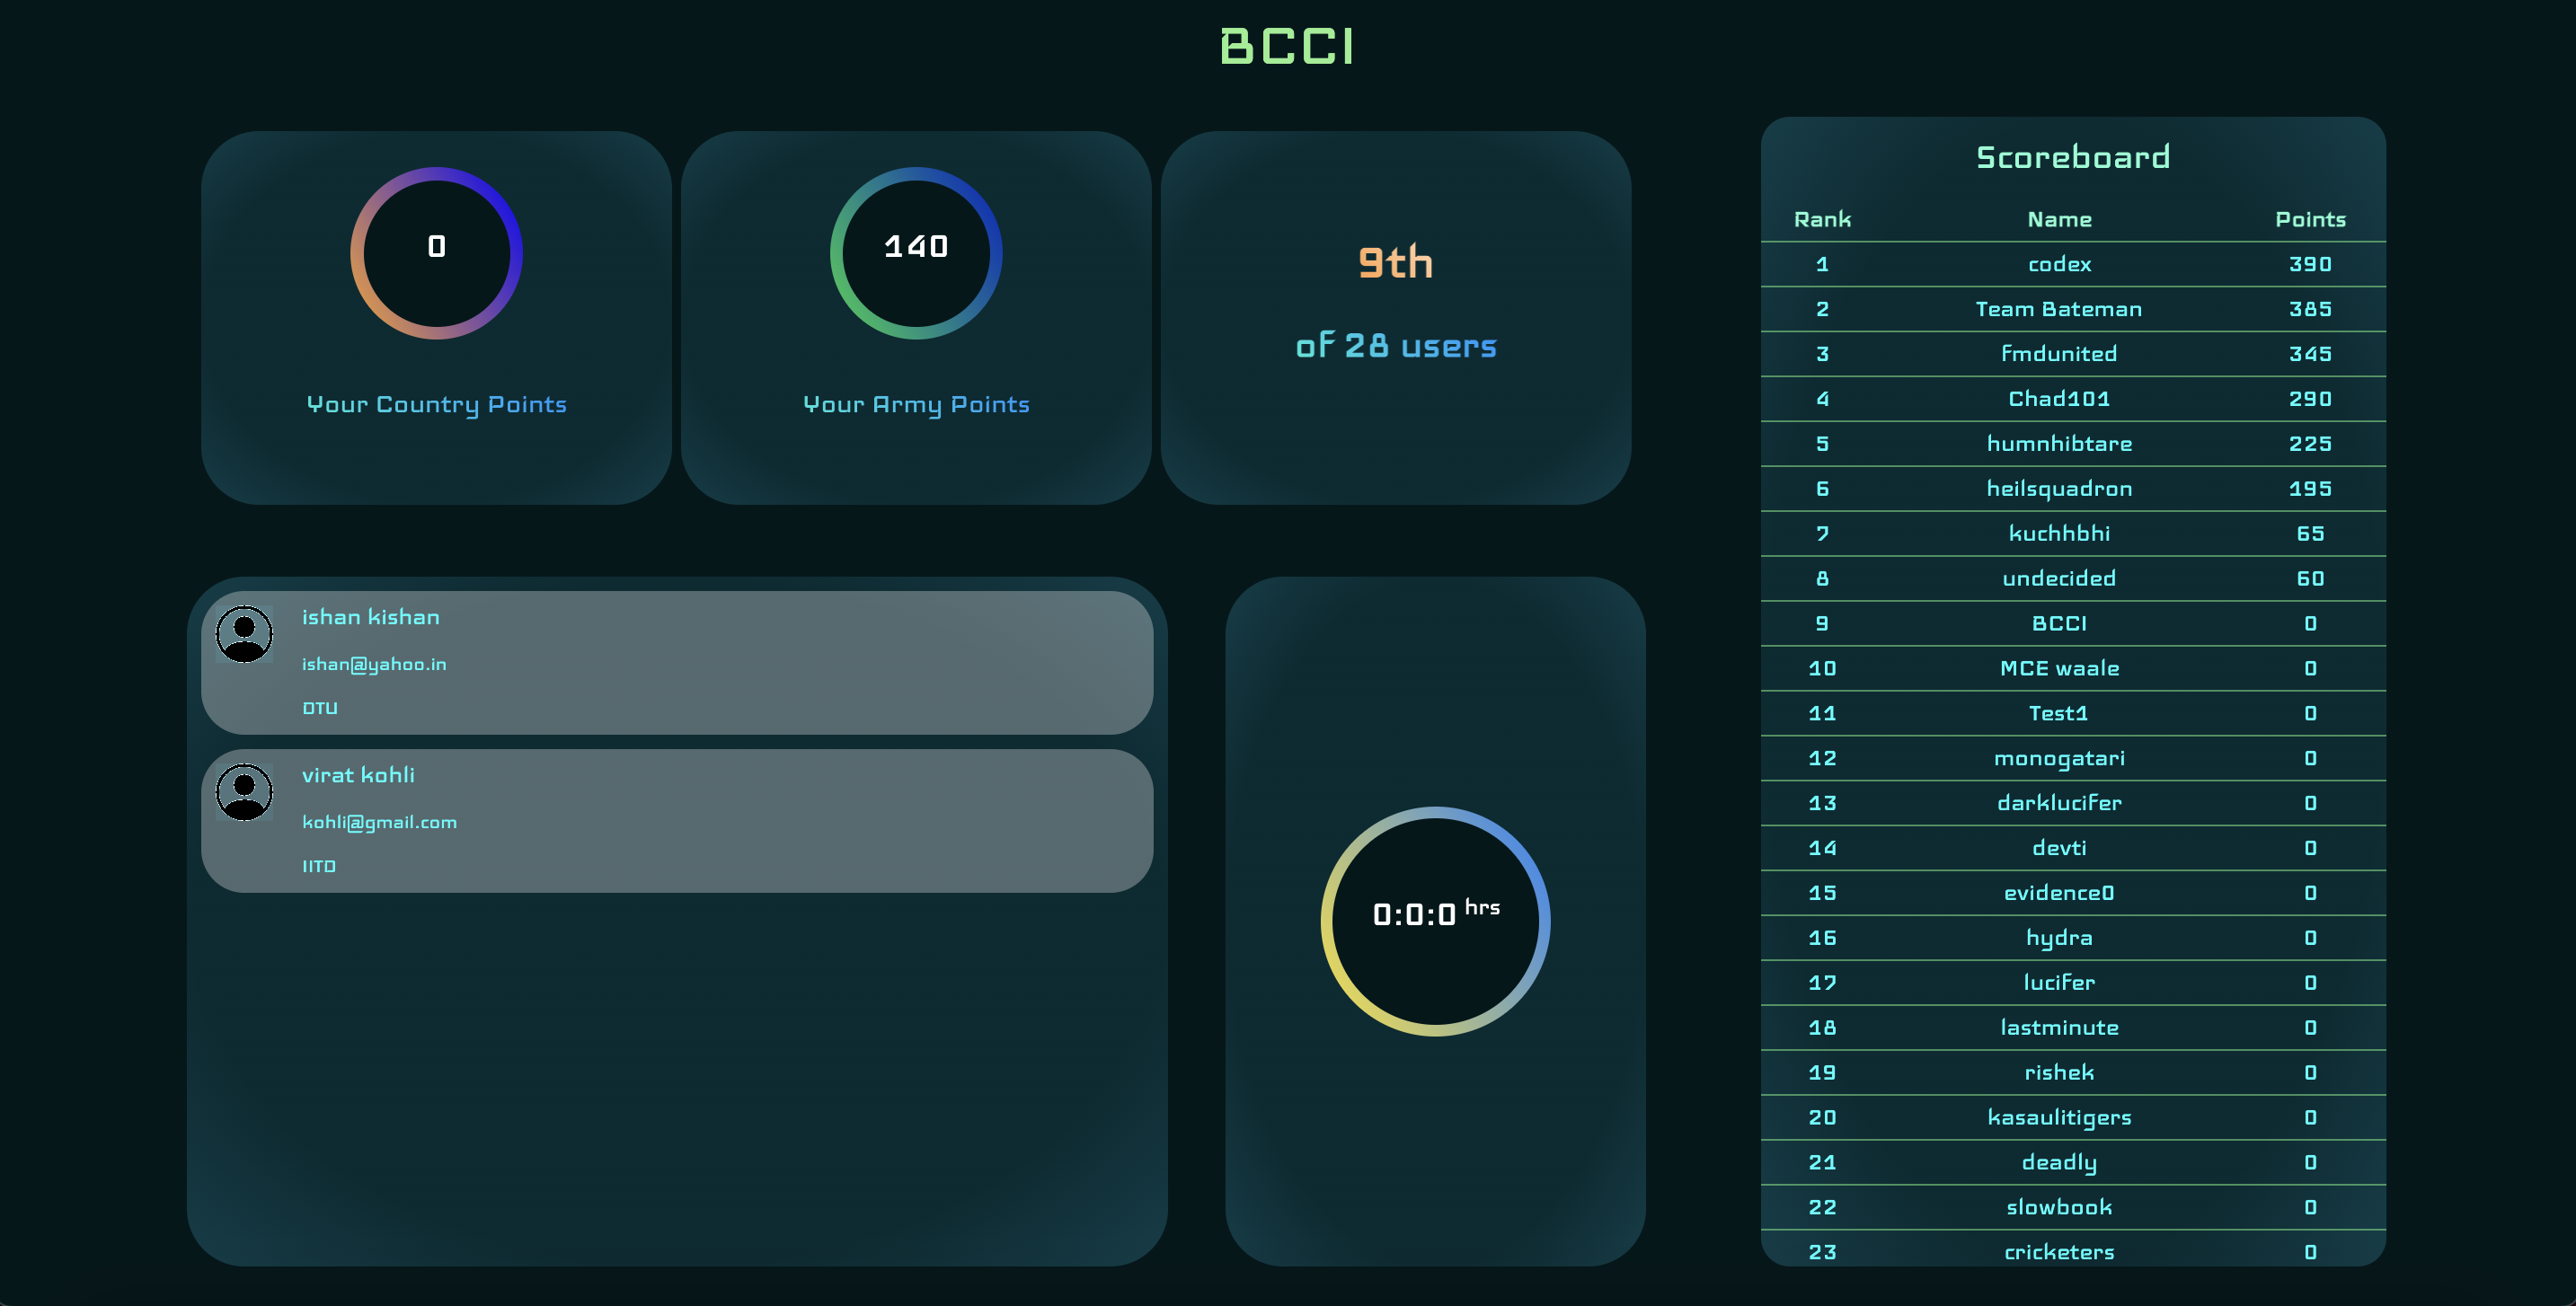 BCCI
0
Your Country Points
140
Your Army Points
9th
of 28 users
ishan kishan
ishan@yahoo.in
DTU
virat kohli
kohli@gmail.com
IITD
0:0:0 hrs
Scoreboard
Rank Name Points
1 codex 390
2 Team Bateman 385
3 fmdunited 345
4 Chad101 290
5 humnhibtare 225
6 heilsquadron 195
7 kuchhbhi 65
8 undecided 60
9 BCCI 0
10 MCE waale 0
11 Test1 0
12 monogatari 0
13 darklucifer 0
14 devti 0
15 evidence0 0
16 hydra 0
17 lucifer 0
18 lastminute 0
19 rishek 0
20 kasaulitigers 0
21 deadly 0
22 slowbook 0
23 cricketers 0